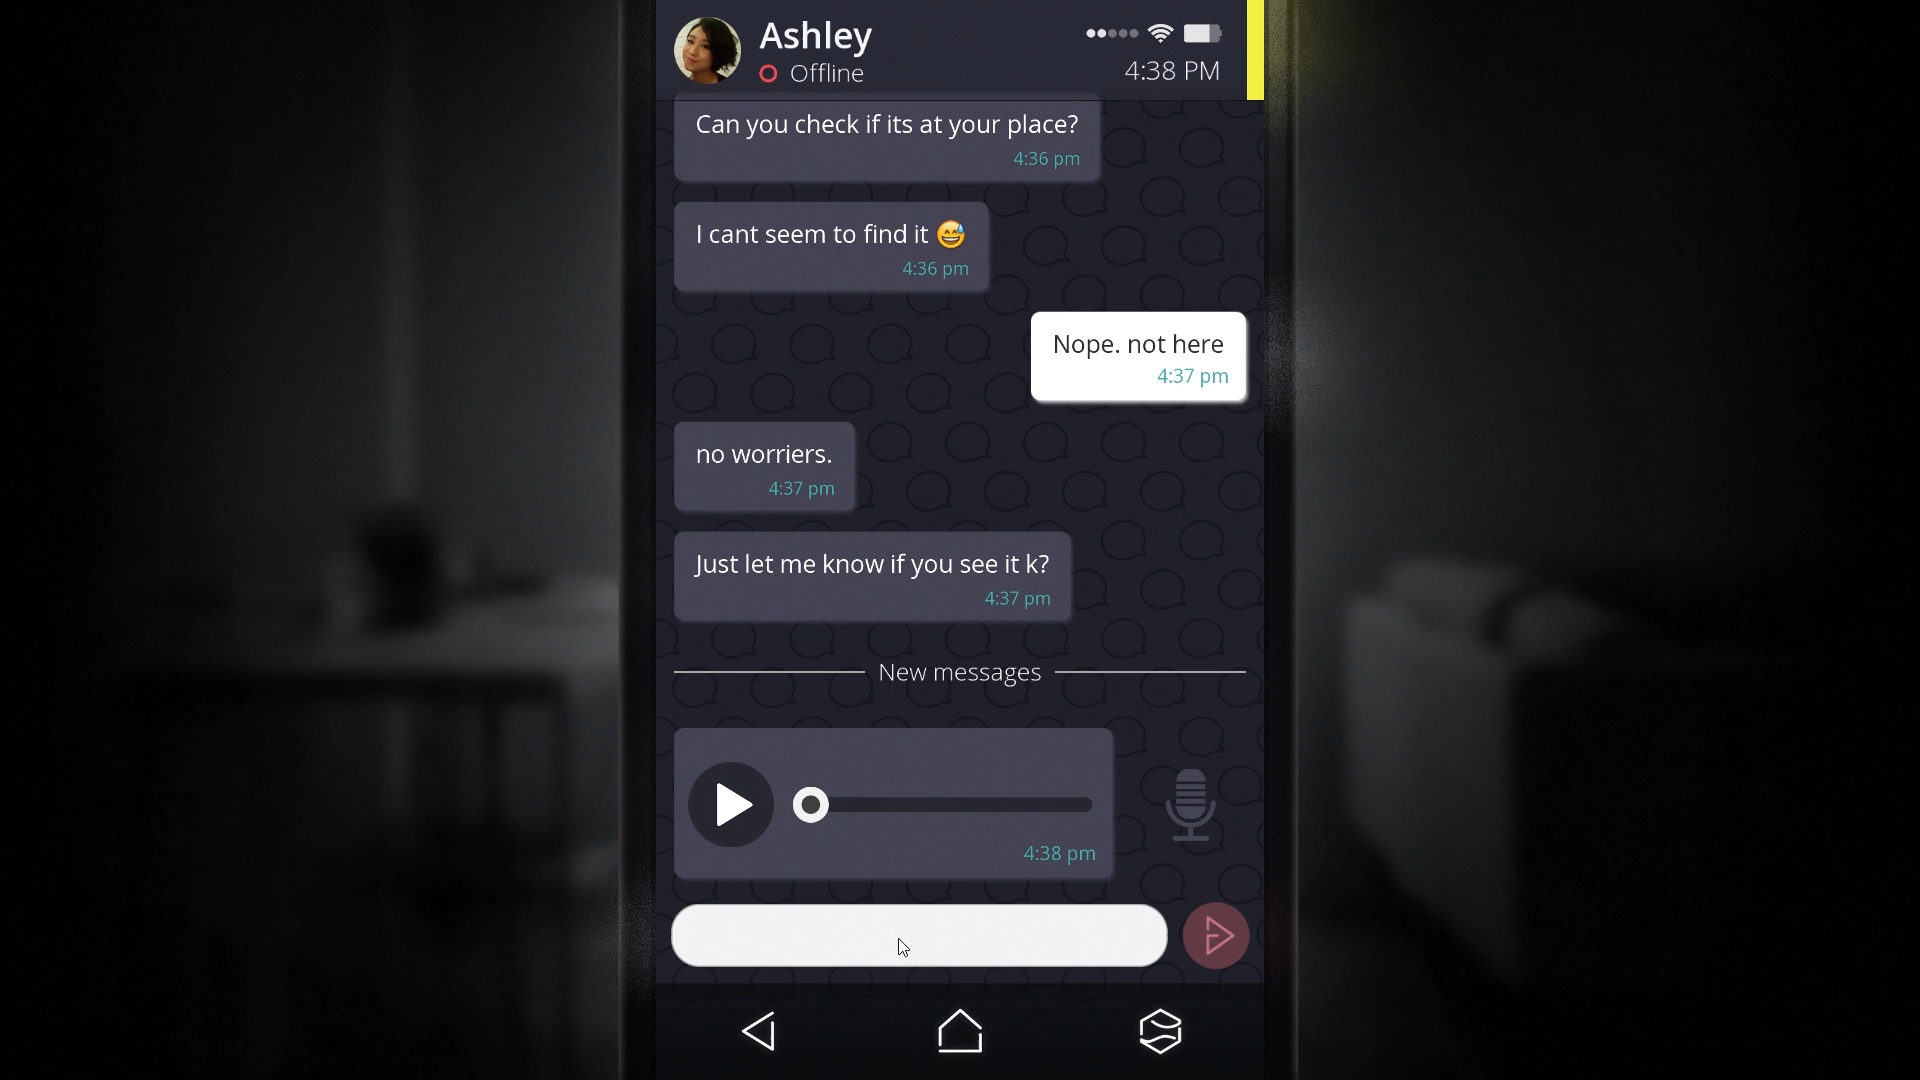 Ashley
Offline
4:38 PM
Can you check if its at your place?
4:36 pm
I cant seem to find it 😅
4:36 pm
Nope. not here
4:37 pm
no worriers.
4:37 pm
Just let me know if you see it k?
4:37 pm
New messages
4:38 pm